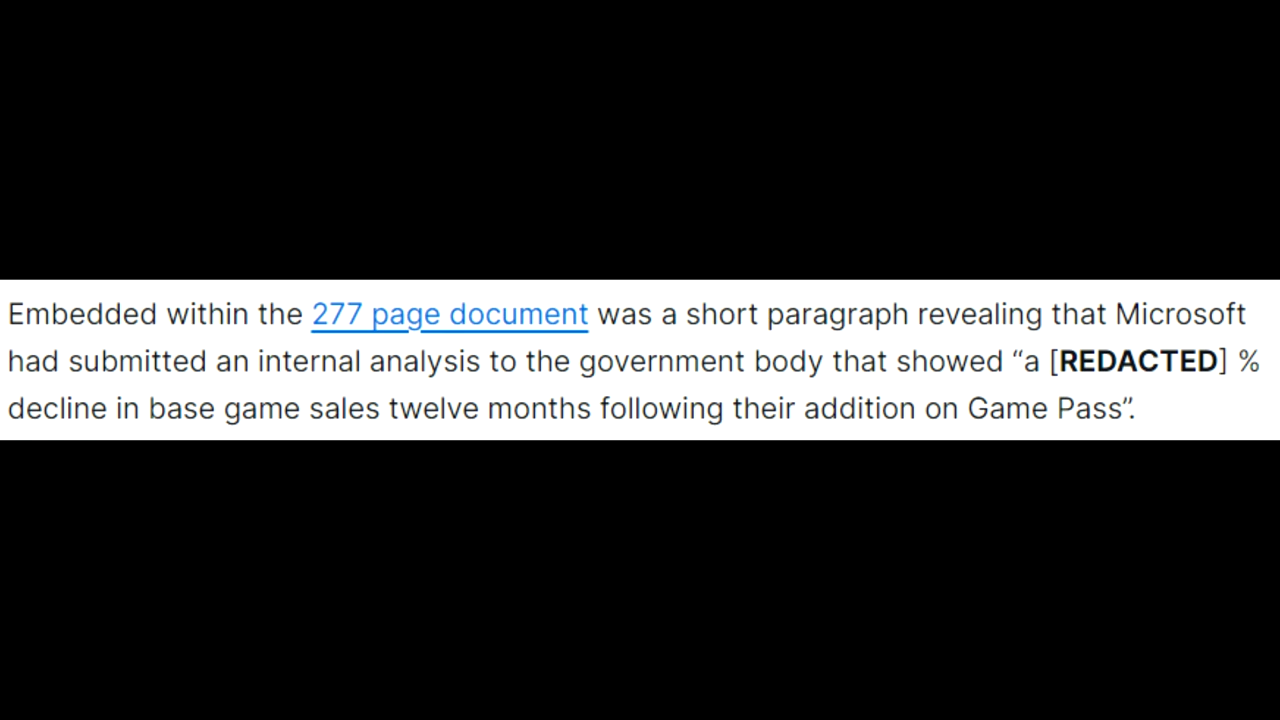 Embedded within the 277 page document was a short paragraph revealing that Microsoft
had submitted an internal analysis to the government body that showed “a [REDACTED] %
decline in base game sales twelve months following their addition on Game Pass”.